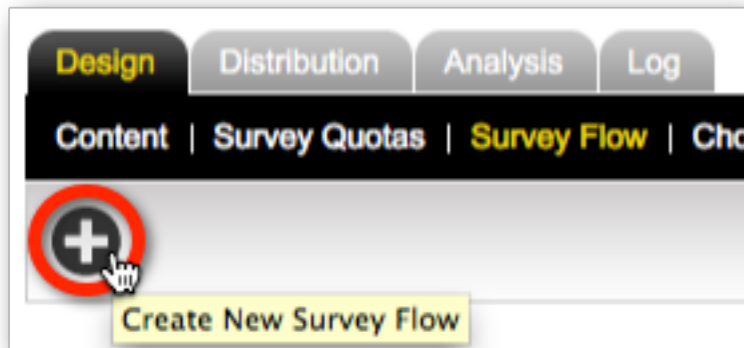 Design Distribution Analysis Log
Content | Survey Quotas | Survey Flow |
Create New Survey Flow